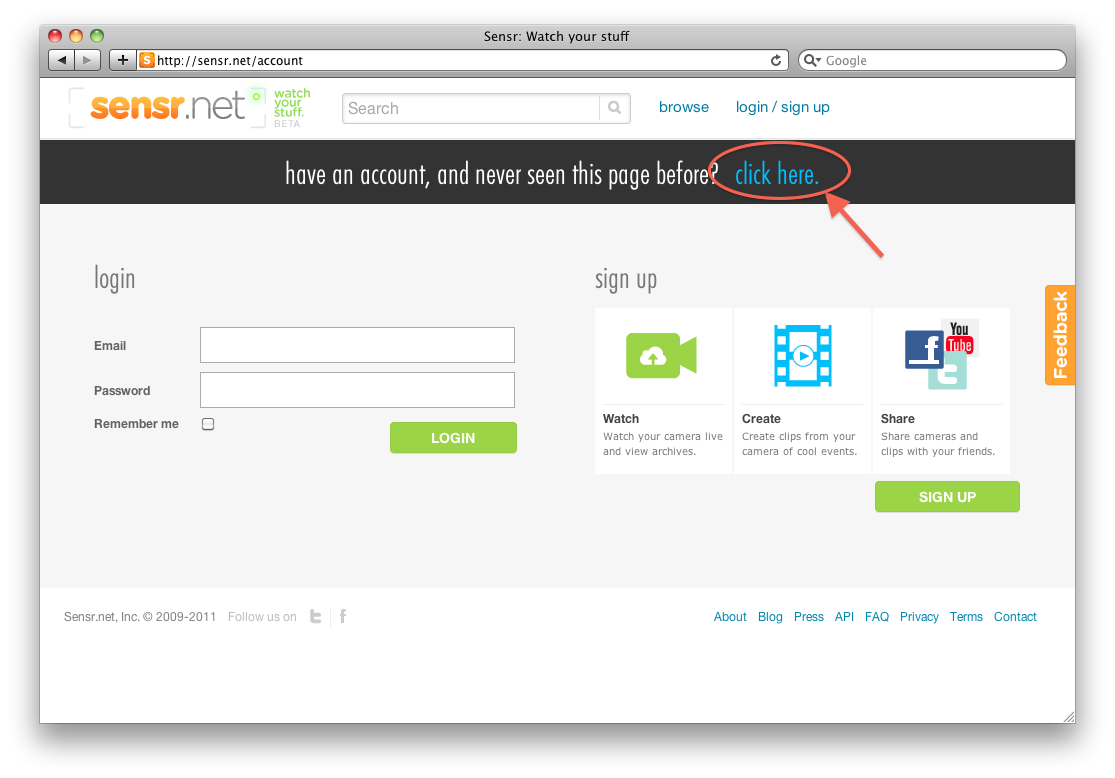 Sensr: Watch your stuff
http://sensr.net/account
Google
sensr.net
watch
your
stuff.
BETA
Search
browse
login / sign up
have an account, and never seen this page before? click here.
login
Email
Password
Remember me
LOGIN
sign up
You
Tube
Watch
Watch your camera live
and view archives.
Create
Create clips from your
camera of cool events.
Share
Share cameras and
clips with your friends.
SIGN UP
Feedback
Sensr.net, Inc. © 2009-2011
Follow us on
About Blog Press API FAQ Privacy Terms Contact